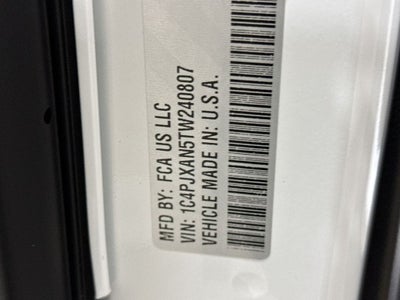 MFD BY: FCA US LLC
VIN: 1C4PJXAN5TW240807
VEHICLE MADE IN: U.S.A.